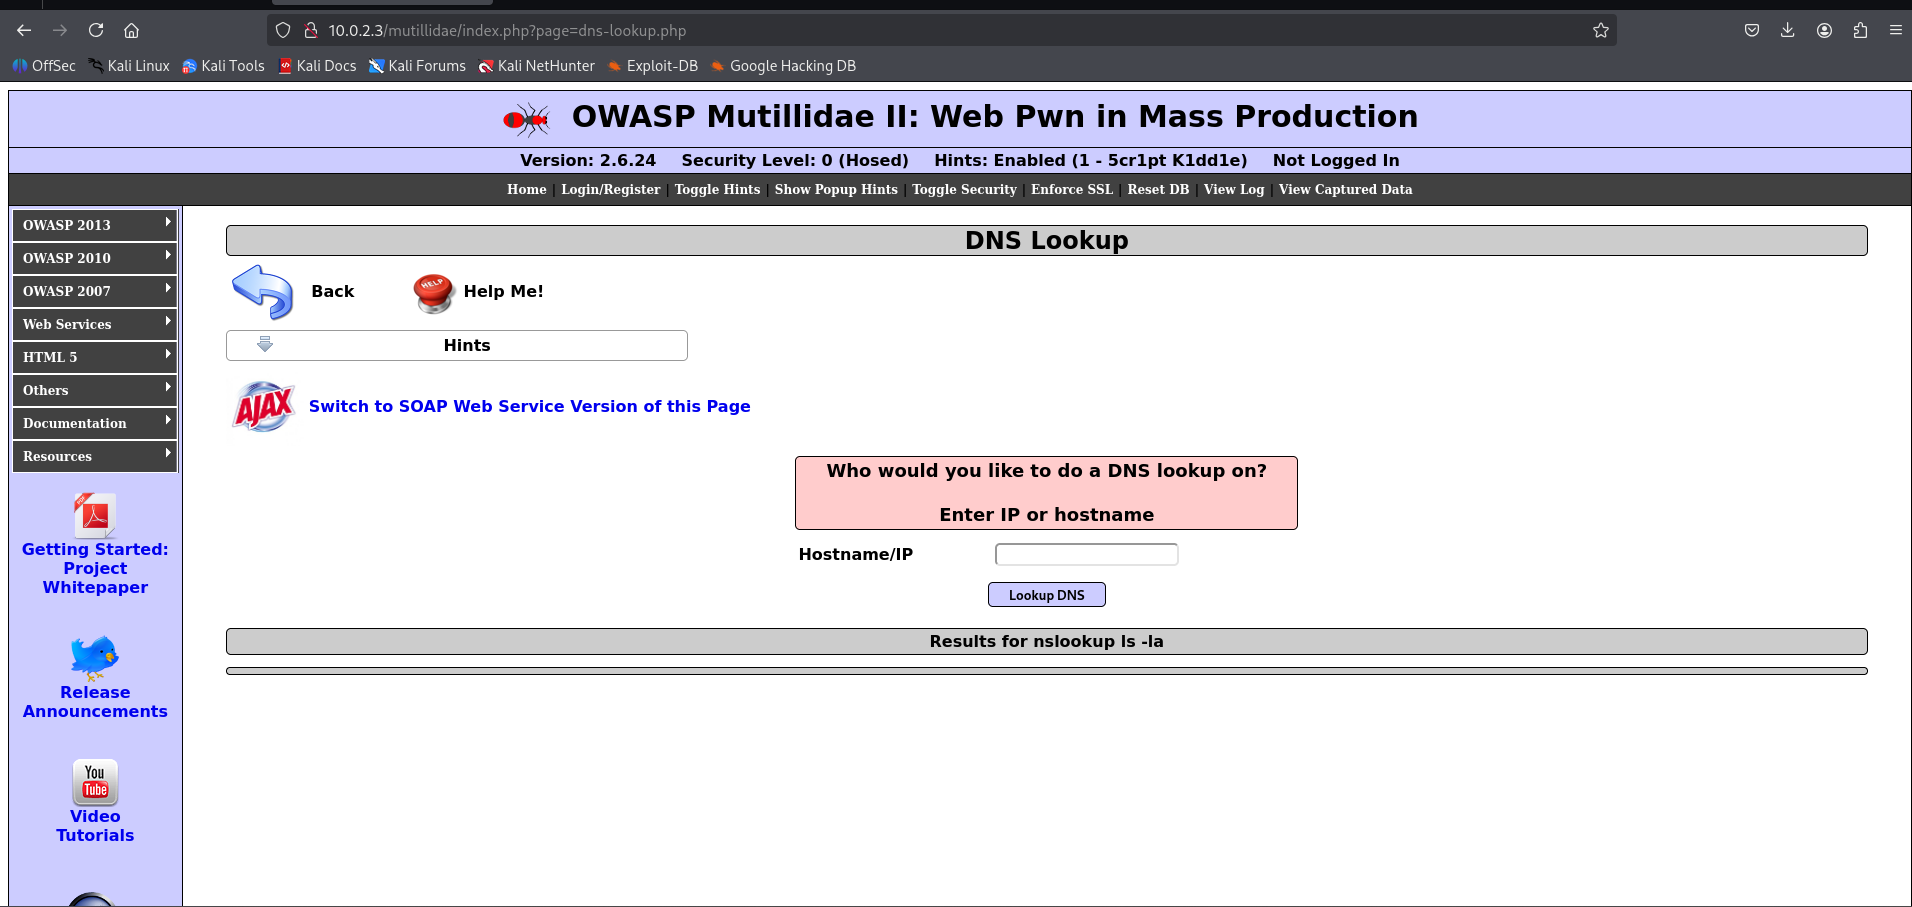 10.0.2.3/mutillidae/index.php?page=dns-lookup.php
OffSec Kali Linux Kali Tools Kali Docs Kali Forums Kali NetHunter Exploit-DB Google Hacking DB
OWASP Mutillidae II: Web Pwn in Mass Production
Version: 2.6.24 Security Level: 0 (Hosed) Hints: Enabled (1 - 5cr1pt K1dd1e) Not Logged In
Home | Login/Register | Toggle Hints | Show Popup Hints | Toggle Security | Enforce SSL | Reset DB | View Log | View Captured Data
OWASP 2013
OWASP 2010
OWASP 2007
Web Services
HTML 5
Others
Documentation
Resources
PDF
Getting Started:
Project
Whitepaper
Release
Announcements
You
Tube
Video
Tutorials
DNS Lookup
Back
HELP
Help Me!
Hints
AJAX
Switch to SOAP Web Service Version of this Page
Who would you like to do a DNS lookup on?
Enter IP or hostname
Hostname/IP
Lookup DNS
Results for nslookup ls -la